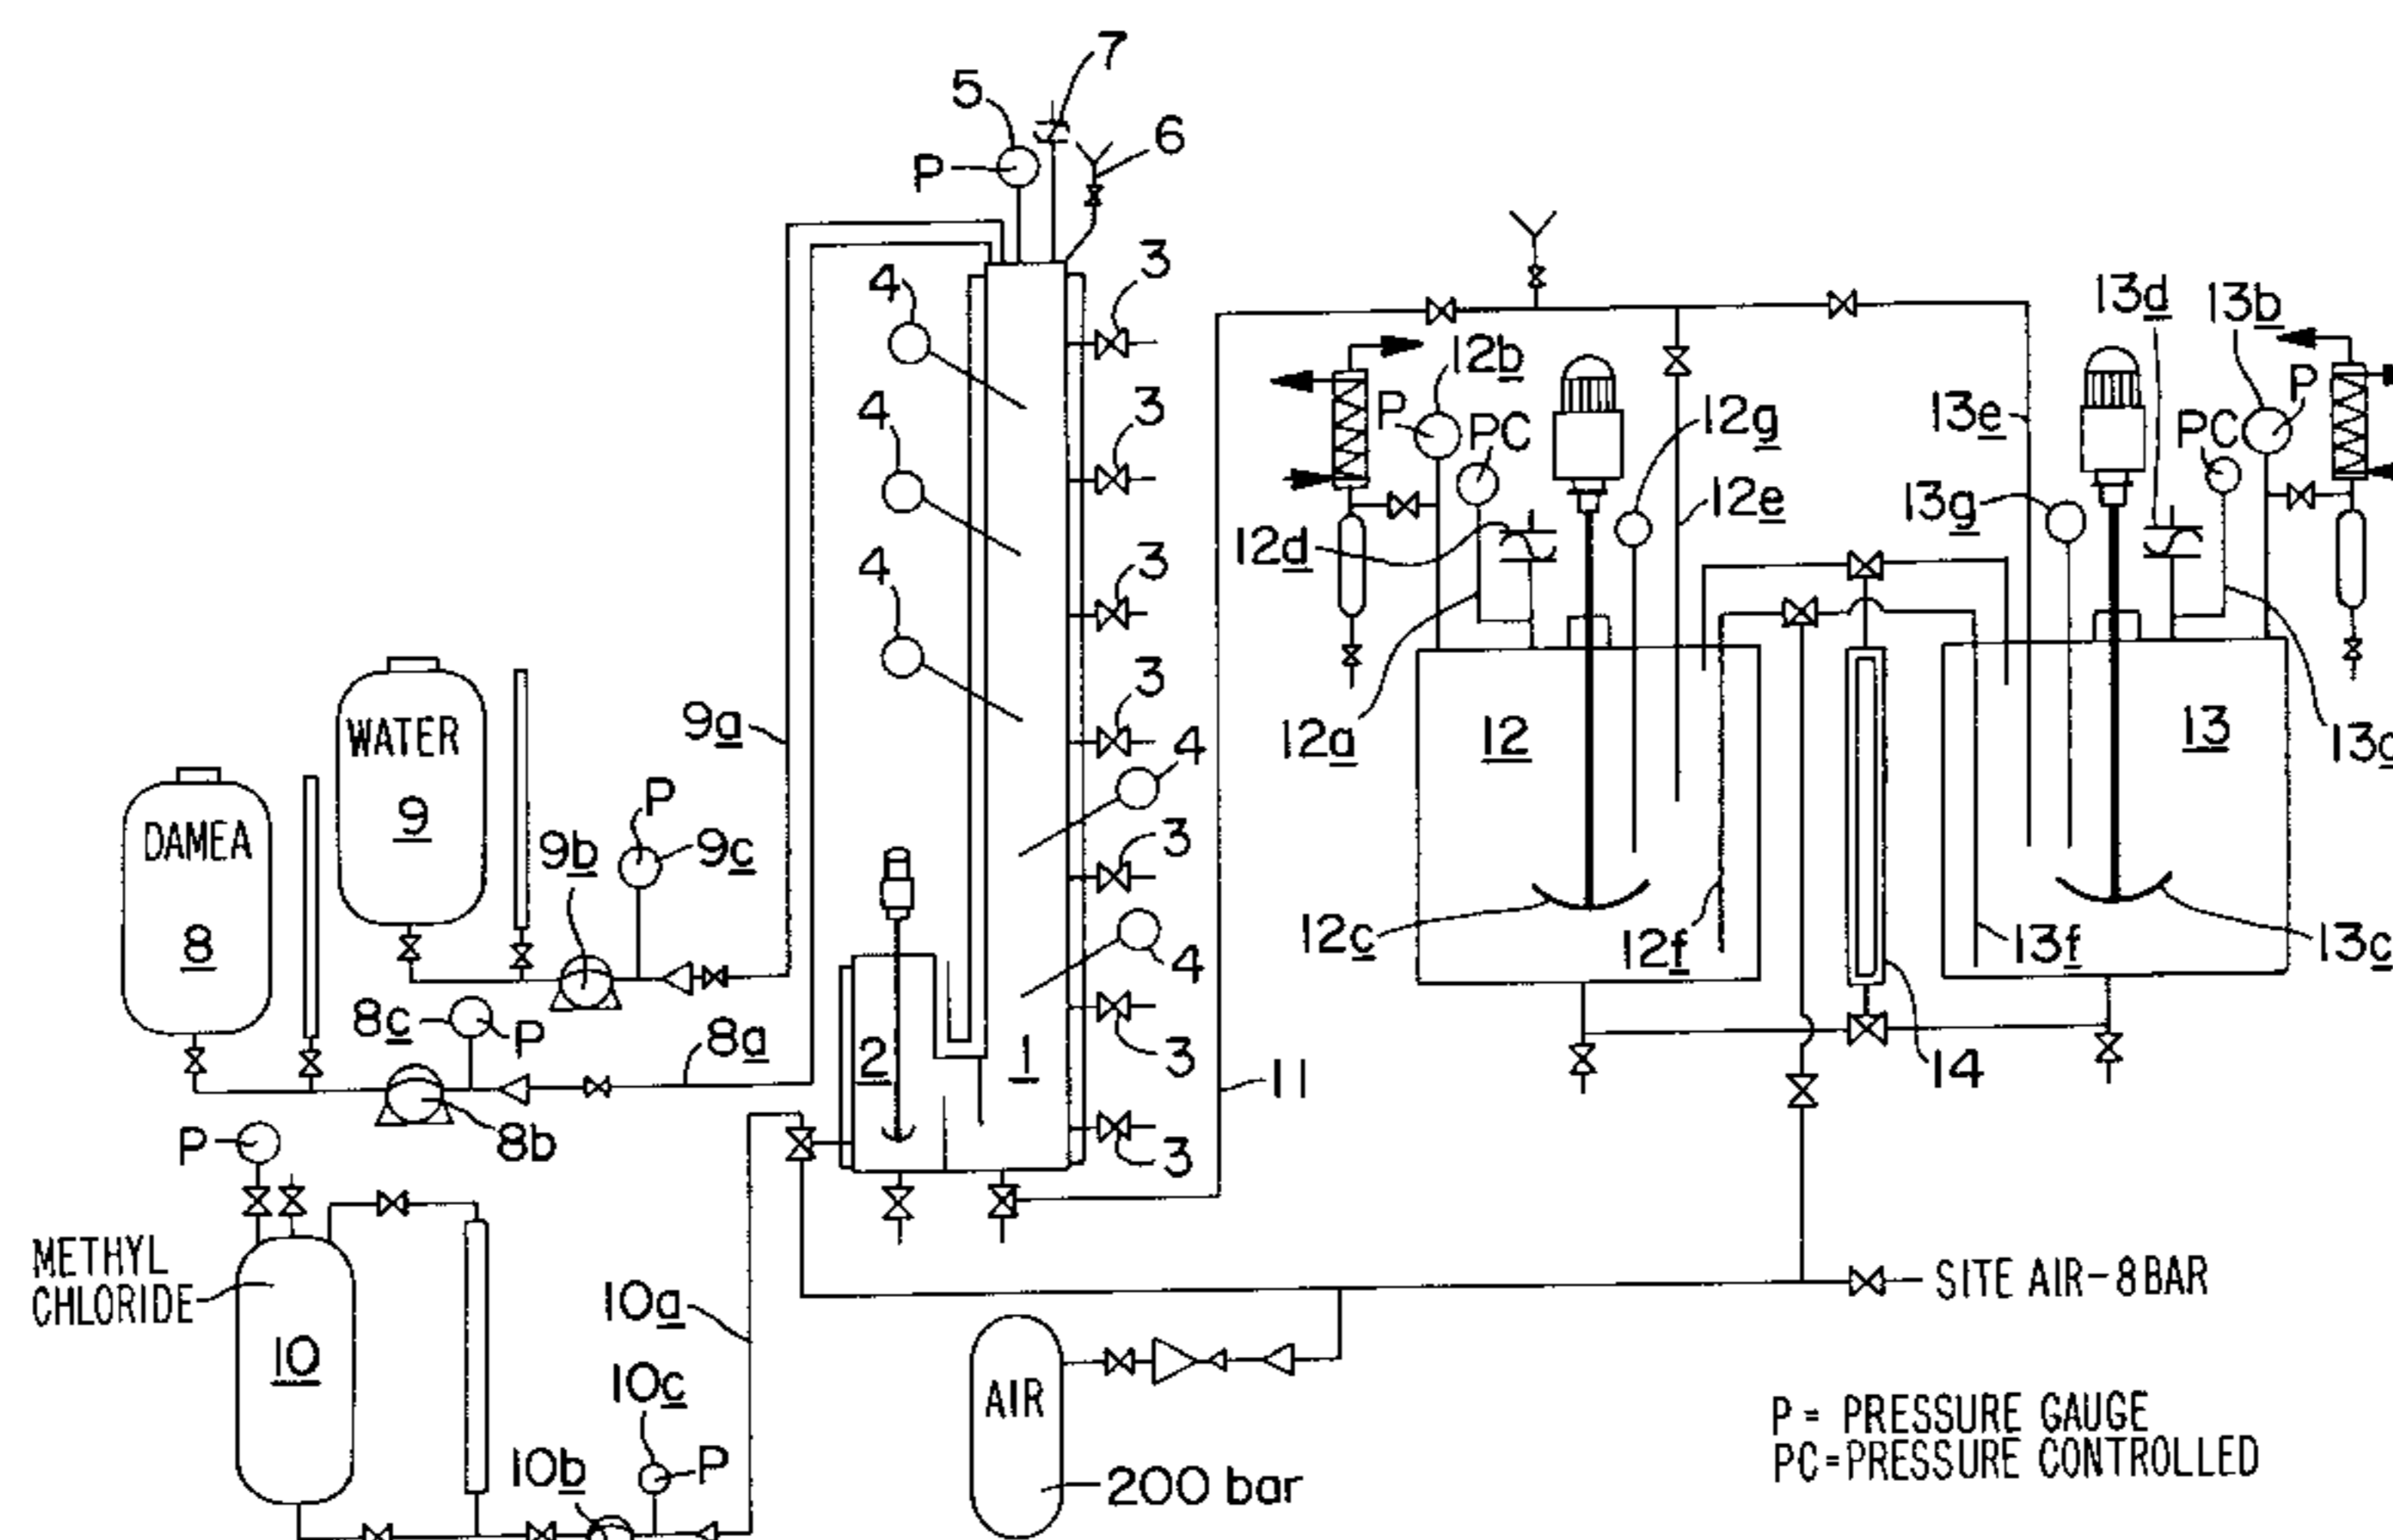 7
5
P
6
3
4
13d
13b
12b
P
P
PC
12g
13e
PC
4
3
12e
13g
12d
4
3
9a
3
12a
12
13
WATER
9
4
P
DAMEA
8
9b
9c
3
12c
12f
13f
13c
4
8c
P
8a
2
1
3
11
14
8b
P
3
METHYL
CHLORIDE
10a
SITE AIR-8 BAR
10
10c
AIR
P = PRESSURE GAUGE
PC=PRESSURE CONTROLLED
10b
P
200 bar